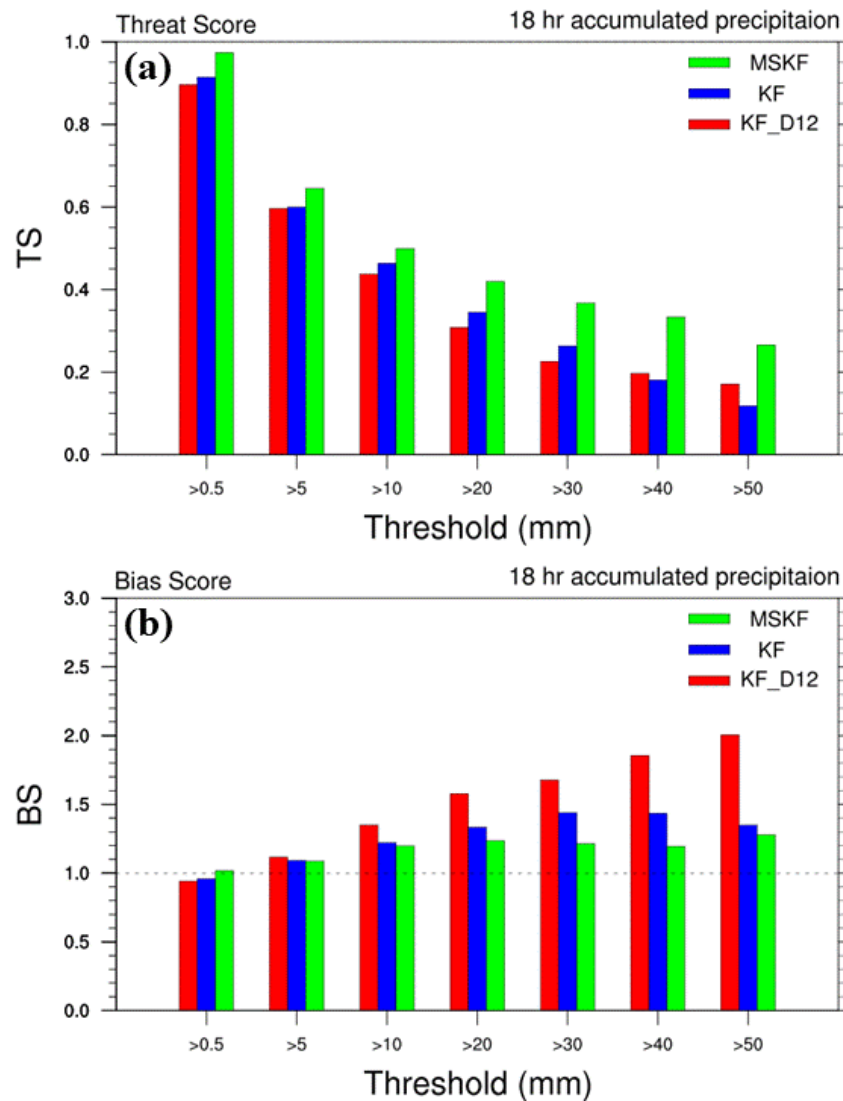 Threat Score 18 hr accumulated precipitaion
(a)
MSKF
KF
KF_D12
1.0
0.8
0.6
0.4
0.2
0.0
TS
>0.5 >5 >10 >20 >30 >40 >50
Threshold (mm)
Bias Score 18 hr accumulated precipitaion
(b)
MSKF
KF
KF_D12
3.0
2.5
2.0
1.5
1.0
0.5
0.0
BS
>0.5 >5 >10 >20 >30 >40 >50
Threshold (mm)